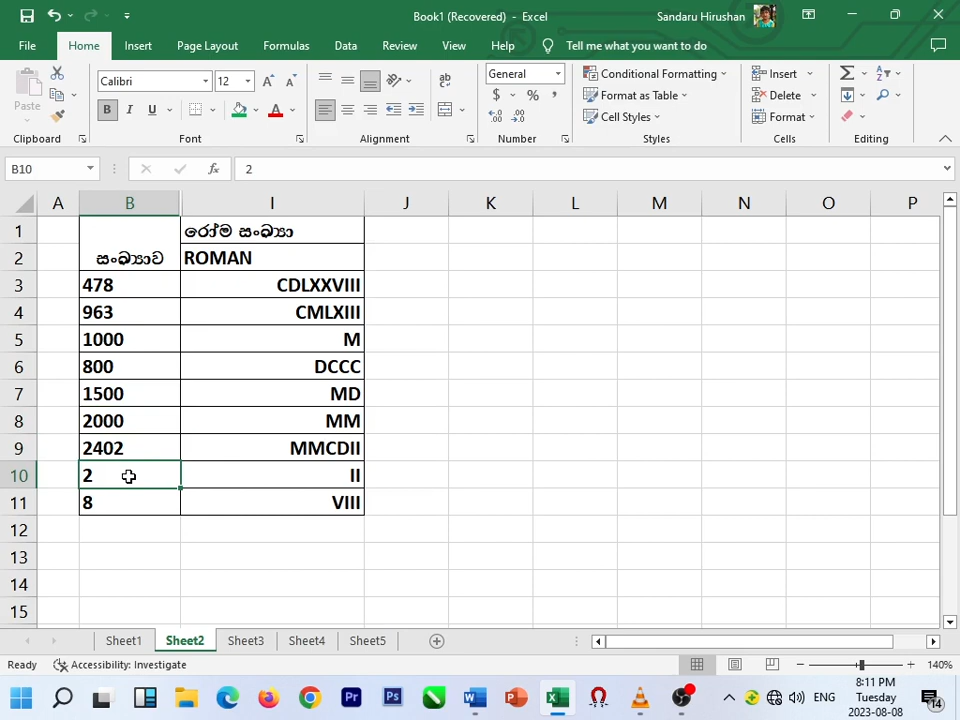 Book1 (Recovered) - Excel
Sandaru Hirushan
File Home Insert Page Layout Formulas Data Review View Help Tell me what you want to do
Paste
Calibri 12
B I U
General
$ % ,
Conditional Formatting
Format as Table
Cell Styles
Insert
Delete
Format
Clipboard Font Alignment Number Styles Cells Editing
B10 fx 2
A B I J K L M N O P
1 රෝම සංඛ්‍යා
2 සංඛ්‍යාව ROMAN
3 478 CDLXXVIII
4 963 CMLXIII
5 1000 M
6 800 DCCC
7 1500 MD
8 2000 MM
9 2402 MMCDII
10 2 II
11 8 VIII
12
13
14
15
Sheet1 Sheet2 Sheet3 Sheet4 Sheet5
Ready Accessibility: Investigate 140%
ENG
8:11 PM
Tuesday
2023-08-08
14